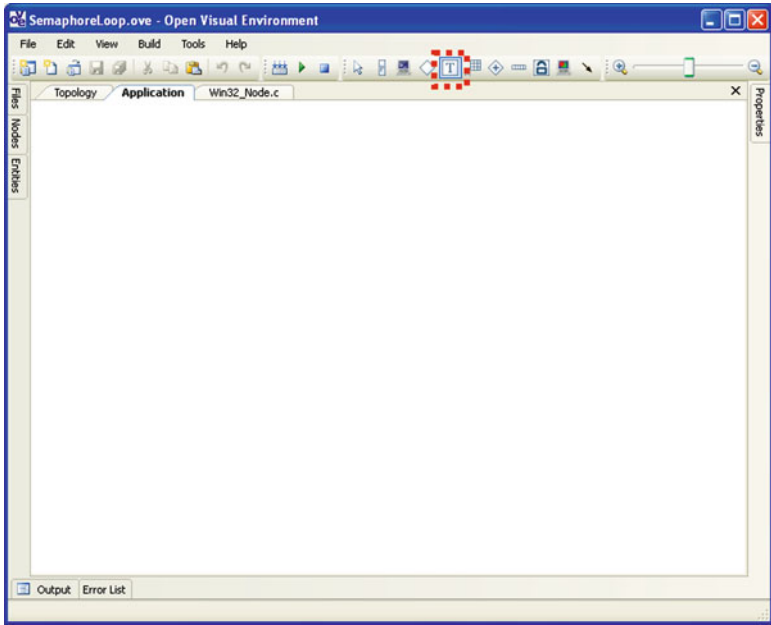 SemaphoreLoop.ove - Open Visual Environment
File Edit View Build Tools Help
T
Topology Application Win32_Node.c
Files
Nodes
Entities
Properties
Output Error List